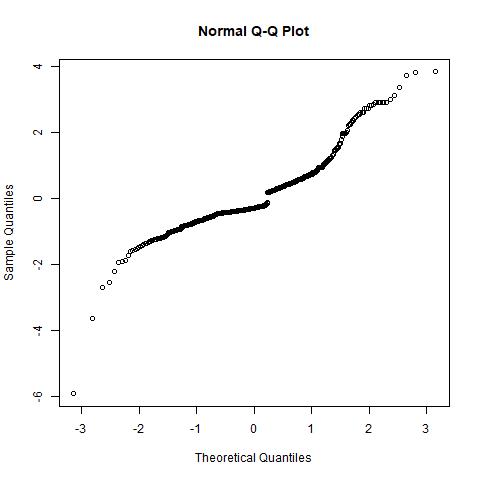 Normal Q-Q Plot
4
2
0
-2
-4
-6
Sample Quantiles
-3 -2 -1 0 1 2 3
Theoretical Quantiles